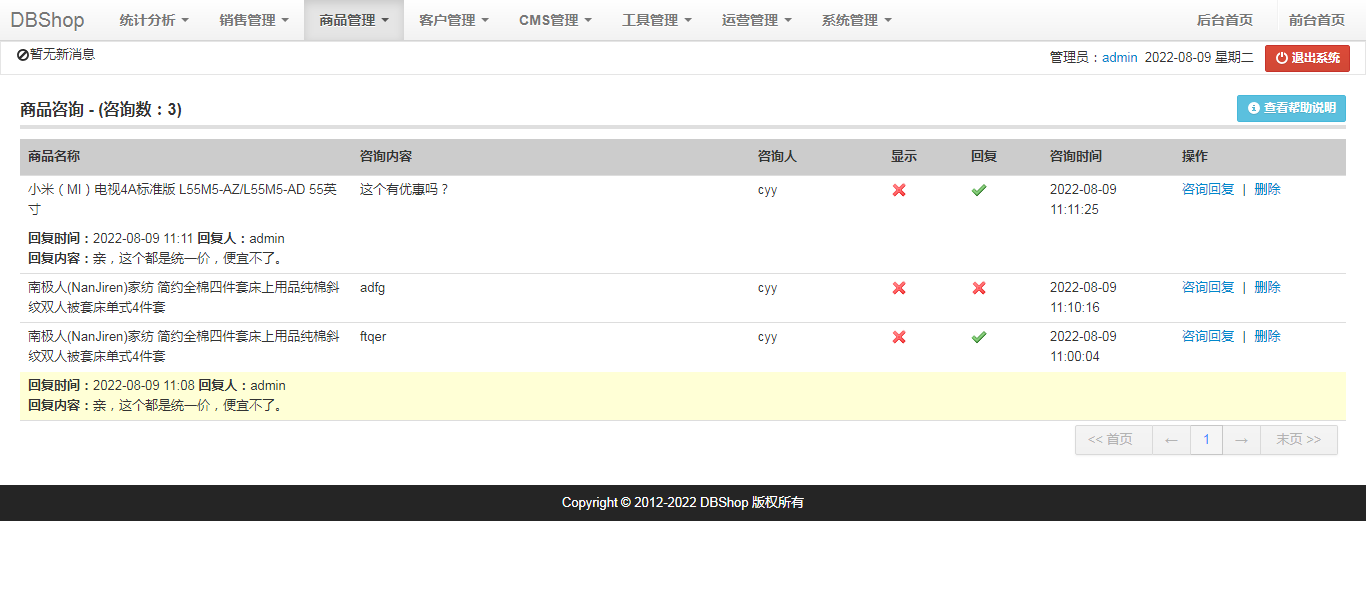 DBShop 统计分析 销售管理 商品管理 客户管理 CMS管理 工具管理 运营管理 系统管理 后台首页 前台首页
暂无新消息 管理员：admin 2022-08-09 星期二 退出系统
商品咨询 - (咨询数：3) 查看帮助说明
商品名称 咨询内容 咨询人 显示 回复 咨询时间 操作
小米（MI）电视4A标准版 L55M5-AZ/L55M5-AD 55英 这个有优惠吗？ cyy 2022-08-09 咨询回复 | 删除
寸 11:11:25
回复时间：2022-08-09 11:11 回复人：admin
回复内容：亲，这个都是统一价，便宜不了。
南极人(NanJiren)家纺 简约全棉四件套床上用品纯棉斜 adfg cyy 2022-08-09 咨询回复 | 删除
纹双人被套床单式4件套 11:10:16
南极人(NanJiren)家纺 简约全棉四件套床上用品纯棉斜 ftqer cyy 2022-08-09 咨询回复 | 删除
纹双人被套床单式4件套 11:00:04
回复时间：2022-08-09 11:08 回复人：admin
回复内容：亲，这个都是统一价，便宜不了。
<< 首页 ← 1 → 末页 >>
Copyright © 2012-2022 DBShop 版权所有